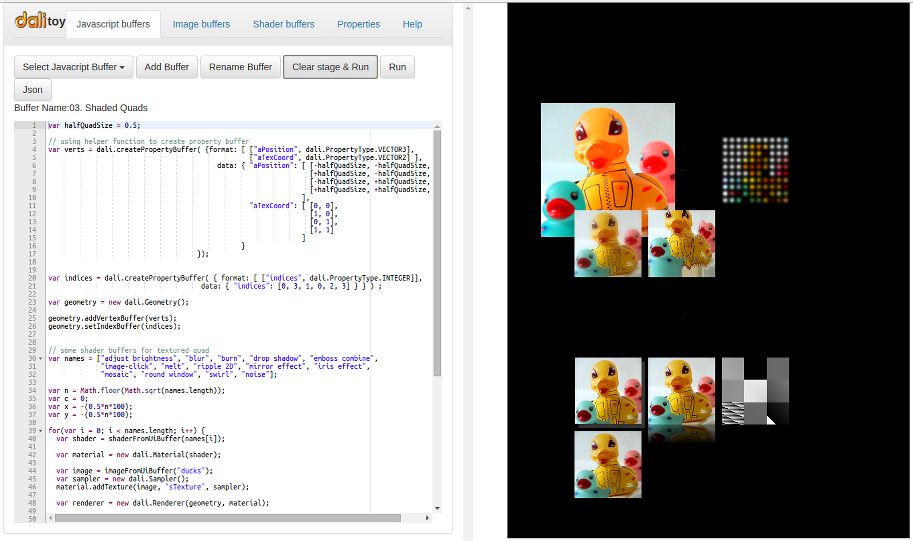 dali toy
Javascript buffers
Image buffers
Shader buffers
Properties
Help
Select Javacript Buffer
Add Buffer
Rename Buffer
Clear stage & Run
Run
Json
Buffer Name:03. Shaded Quads
1 var halfQuadSize = 0.5;
2
3 // using helper function to create property buffer
4 var verts = dali.createPropertyBuffer( {format: [ ["aPosition", dali.PropertyType.VECTOR3],
5 ["aTexCoord", dali.PropertyType.VECTOR2] ],
6 data: { "aPosition": [ [-halfQuadSize, -halfQuadSize,
7 [+halfQuadSize, -halfQuadSize,
8 [-halfQuadSize, +halfQuadSize,
9 [+halfQuadSize, +halfQuadSize,
10 ],
11 "aTexCoord": [ [0, 0],
12 [1, 0],
13 [0, 1],
14 [1, 1]
15 ]
16 }
17 });
18
19
20 var indices = dali.createPropertyBuffer( { format: [ ["indices", dali.PropertyType.INTEGER]],
21 data: { "indices": [0, 3, 1, 0, 2, 3] } } ) ;
22
23 var geometry = new dali.Geometry();
24
25 geometry.addVertexBuffer(verts);
26 geometry.setIndexBuffer(indices);
27
28
29 // some shader buffers for textured quad
30 var names = ["adjust brightness", "blur", "burn", "drop shadow", "emboss combine",
31 "image-click", "melt", "ripple 2D", "mirror effect", "iris effect",
32 "mosaic", "round window", "swirl", "noise"];
33
34 var n = Math.floor(Math.sqrt(names.length));
35 var c = 0;
36 var x = -(0.5*n*100);
37 var y = -(0.5*n*100);
38
39 for(var i = 0; i < names.length; i++) {
40 var shader = shaderFromUiBuffer(names[i]);
41
42 var material = new dali.Material(shader);
43
44 var image = imageFromUiBuffer("ducks");
45 var sampler = new dali.Sampler();
46 material.addTexture(image, "sTexture", sampler);
47
48 var renderer = new dali.Renderer(geometry, material);
49
50